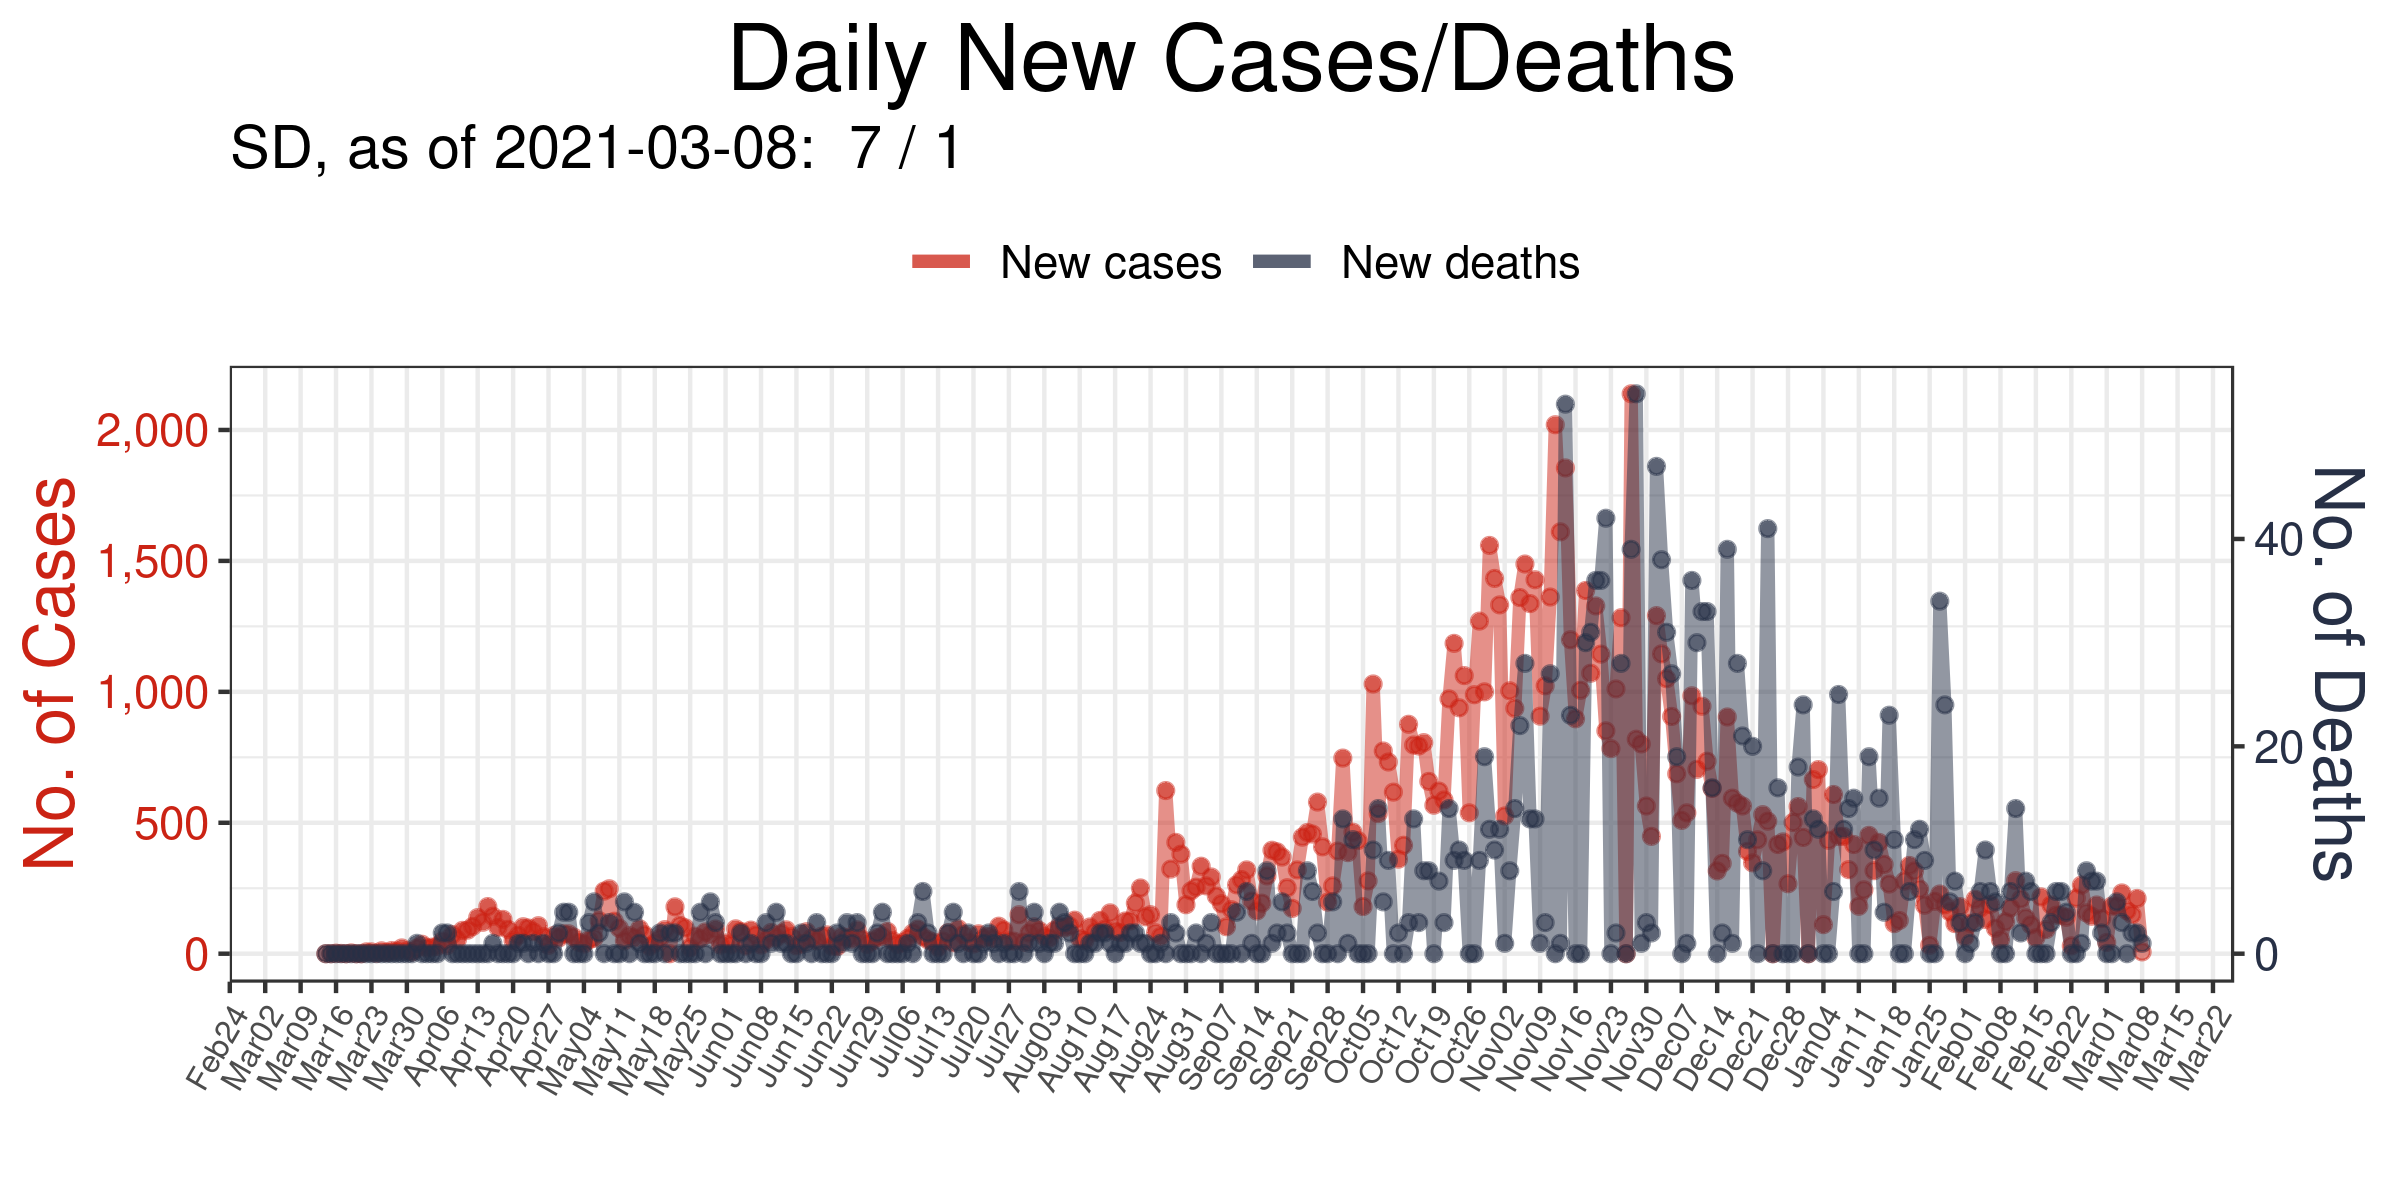 Daily New Cases/Deaths
SD, as of 2021-03-08:  7 / 1
New cases
New deaths
No. of Cases
2,000
1,500
1,000
500
0
40
20
0
No. of Deaths
Feb24
Mar02
Mar09
Mar16
Mar23
Mar30
Apr06
Apr13
Apr20
Apr27
May04
May11
May18
May25
Jun01
Jun08
Jun15
Jun22
Jun29
Jul06
Jul13
Jul20
Jul27
Aug03
Aug10
Aug17
Aug24
Aug31
Sep07
Sep14
Sep21
Sep28
Oct05
Oct12
Oct19
Oct26
Nov02
Nov09
Nov16
Nov23
Nov30
Dec07
Dec14
Dec21
Dec28
Jan04
Jan11
Jan18
Jan25
Feb01
Feb08
Feb15
Feb22
Mar01
Mar08
Mar15
Mar22